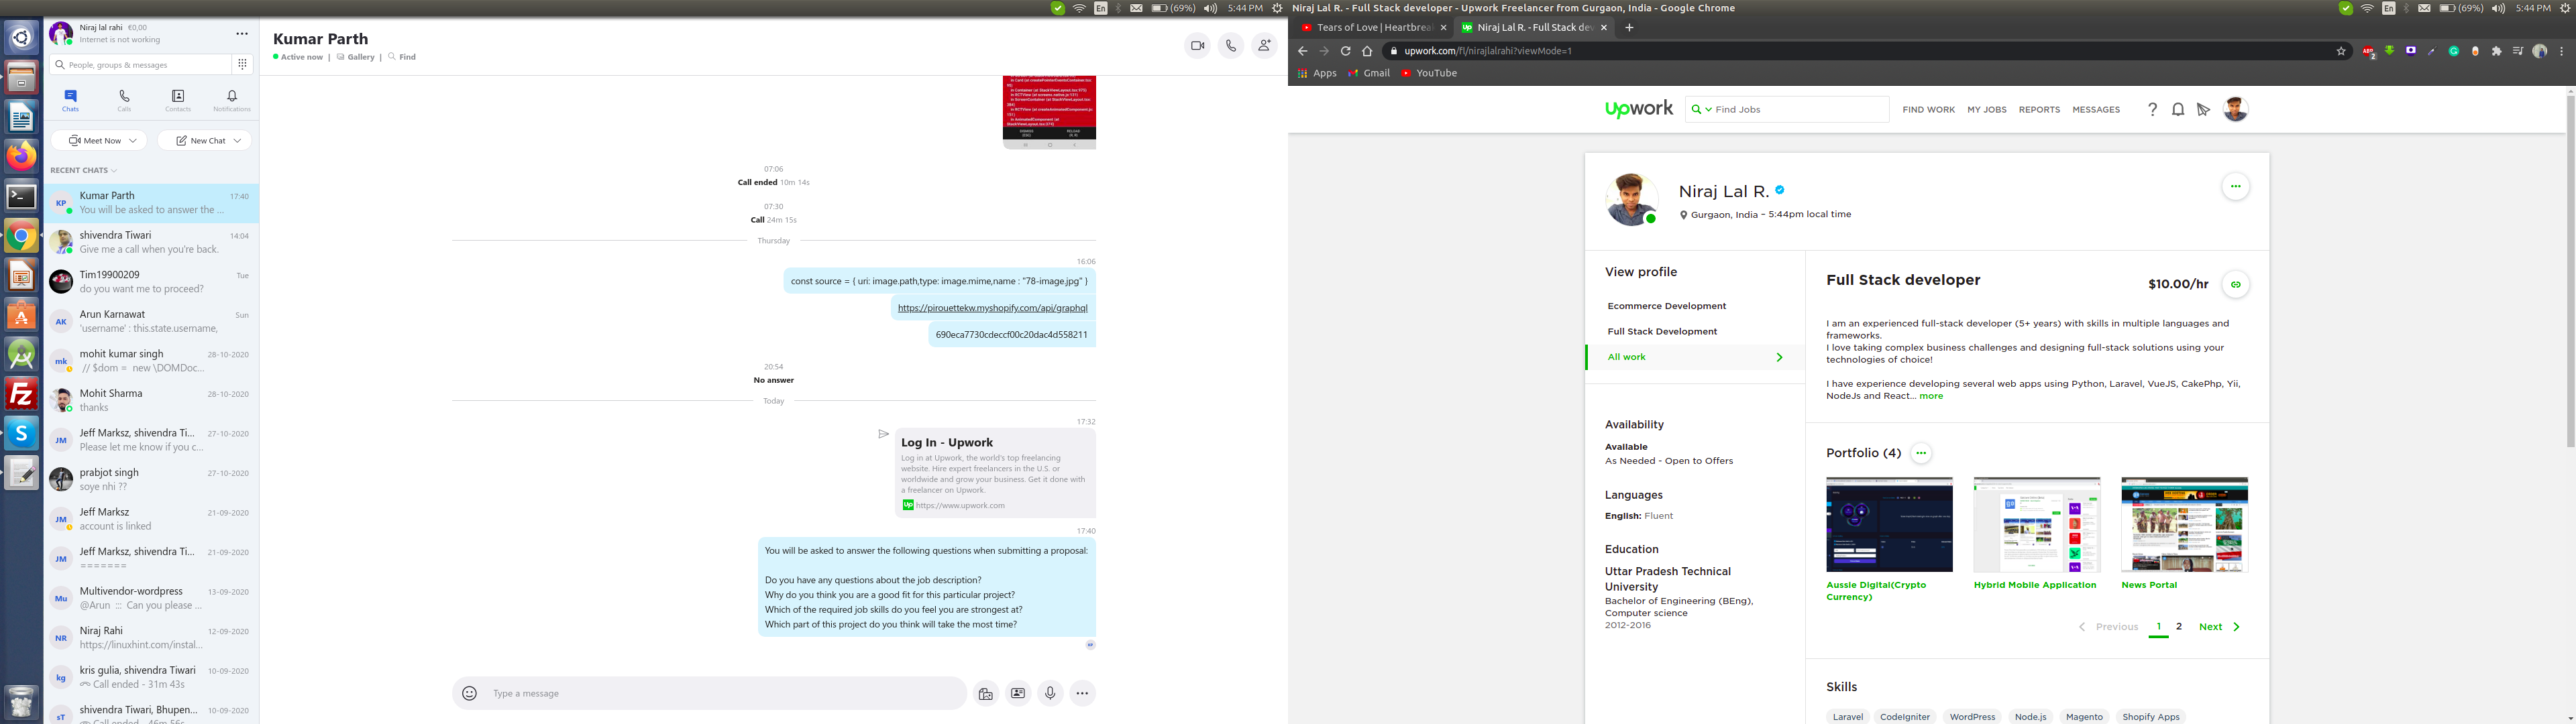 (69%) 5:44 PM
Niraj Lal R. - Full Stack developer - Upwork Freelancer from Gurgaon, India - Google Chrome
En (69%) 5:44 PM
Niraj lal rahi €0,00
Internet is not working
People, groups & messages
Chats Calls Contacts Notifications
Meet Now New Chat
RECENT CHATS
KP Kumar Parth 17:40
You will be asked to answer the ...
shivendra Tiwari 14:04
Give me a call when you're back.
Tim19900209 Tue
do you want me to proceed?
AK Arun Karnawat Sun
'username' : this.state.username,
mk mohit kumar singh 28-10-2020
// $dom = new \DOMDoc...
Mohit Sharma 28-10-2020
thanks
JM Jeff Marksz, shivendra Ti... 27-10-2020
Please let me know if you c...
prabjot singh 27-10-2020
soye nhi ??
JM Jeff Marksz 21-09-2020
account is linked
JM Jeff Marksz, shivendra Ti... 21-09-2020
=======
Mu Multivendor-wordpress 13-09-2020
@Arun ::: Can you please ...
NR Niraj Rahi 12-09-2020
https://linuxhint.com/instal...
kg kris gulia, shivendra Tiwari 10-09-2020
Call ended - 31m 43s
sT shivendra Tiwari, Bhupen... 10-09-2020
Call ended - 46m 56s
Kumar Parth
Active now | Gallery | Find
07:06
Call ended 10m 14s
07:30
Call 24m 15s
Thursday
16:06
const source = { uri: image.path,type: image.mime,name : "78-image.jpg" }
https://pirouettekw.myshopify.com/api/graphql
690eca7730cdeccf00c20dac4d558211
20:54
No answer
Today
17:32
Log In - Upwork
Log in at Upwork, the world's top freelancing
website. Hire expert freelancers in the U.S. or
worldwide and grow your business. Get it done with
a freelancer on Upwork.
https://www.upwork.com
17:40
You will be asked to answer the following questions when submitting a proposal:
Do you have any questions about the job description?
Why do you think you are a good fit for this particular project?
Which of the required job skills do you feel you are strongest at?
Which part of this project do you think will take the most time?
Type a message
Tears of Love | Heartbrea
Niraj Lal R. - Full Stack dev
upwork.com/fl/nirajlalrahi?viewMode=1
Apps Gmail YouTube
Upwork Find Jobs FIND WORK MY JOBS REPORTS MESSAGES
Niraj Lal R.
Gurgaon, India – 5:44pm local time
View profile
Ecommerce Development
Full Stack Development
All work
Availability
Available
As Needed - Open to Offers
Languages
English: Fluent
Education
Uttar Pradesh Technical
University
Bachelor of Engineering (BEng),
Computer science
2012-2016
Full Stack developer
$10.00/hr
I am an experienced full-stack developer (5+ years) with skills in multiple languages and
frameworks.
I love taking complex business challenges and designing full-stack solutions using your
technologies of choice!
I have experience developing several web apps using Python, Laravel, VueJS, CakePhp, Yii,
NodeJs and React... more
Portfolio (4)
Aussie Digital(Crypto
Currency)
Hybrid Mobile Application
News Portal
Previous 1 2 Next
Skills
Laravel CodeIgniter WordPress Node.js Magento Shopify Apps